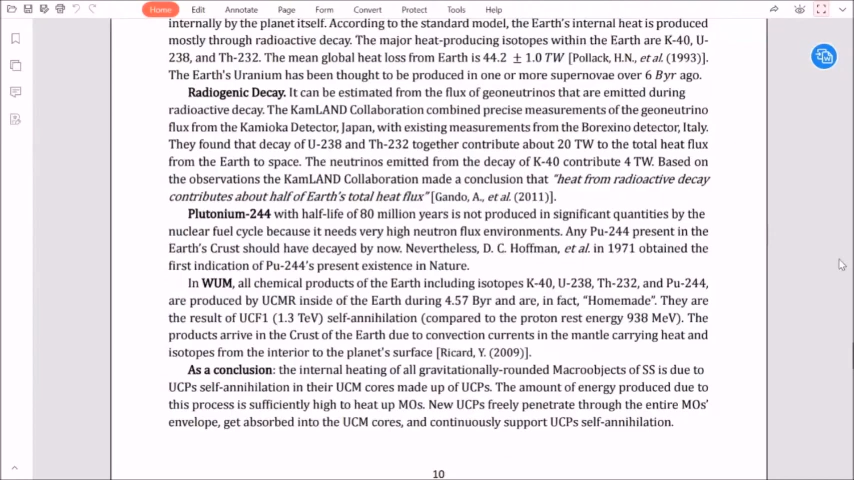 Home Edit Annotate Page Form Convert Protect Tools Help
internally by the planet itself. According to the standard model, the Earth's internal heat is produced
mostly through radioactive decay. The major heat-producing isotopes within the Earth are K-40, U-
238, and Th-232. The mean global heat loss from Earth is 44.2 ± 1.0 TW [Pollack, H.N., et al. (1993)].
The Earth's Uranium has been thought to be produced in one or more supernovae over 6 Byr ago.
Radiogenic Decay. It can be estimated from the flux of geoneutrinos that are emitted during
radioactive decay. The KamLAND Collaboration combined precise measurements of the geoneutrino
flux from the Kamioka Detector, Japan, with existing measurements from the Borexino detector, Italy.
They found that decay of U-238 and Th-232 together contribute about 20 TW to the total heat flux
from the Earth to space. The neutrinos emitted from the decay of K-40 contribute 4 TW. Based on
the observations the KamLAND Collaboration made a conclusion that "heat from radioactive decay
contributes about half of Earth's total heat flux" [Gando, A., et al. (2011)].
Plutonium-244 with half-life of 80 million years is not produced in significant quantities by the
nuclear fuel cycle because it needs very high neutron flux environments. Any Pu-244 present in the
Earth's Crust should have decayed by now. Nevertheless, D. C. Hoffman, et al. in 1971 obtained the
first indication of Pu-244's present existence in Nature.
In WUM, all chemical products of the Earth including isotopes K-40, U-238, Th-232, and Pu-244,
are produced by UCMR inside of the Earth during 4.57 Byr and are, in fact, "Homemade". They are
the result of UCF1 (1.3 TeV) self-annihilation (compared to the proton rest energy 938 MeV). The
products arrive in the Crust of the Earth due to convection currents in the mantle carrying heat and
isotopes from the interior to the planet's surface [Ricard, Y. (2009)].
As a conclusion: the internal heating of all gravitationally-rounded Macroobjects of SS is due to
UCPs self-annihilation in their UCM cores made up of UCPs. The amount of energy produced due to
this process is sufficiently high to heat up MOs. New UCPs freely penetrate through the entire MOs'
envelope, get absorbed into the UCM cores, and continuously support UCPs self-annihilation.
10